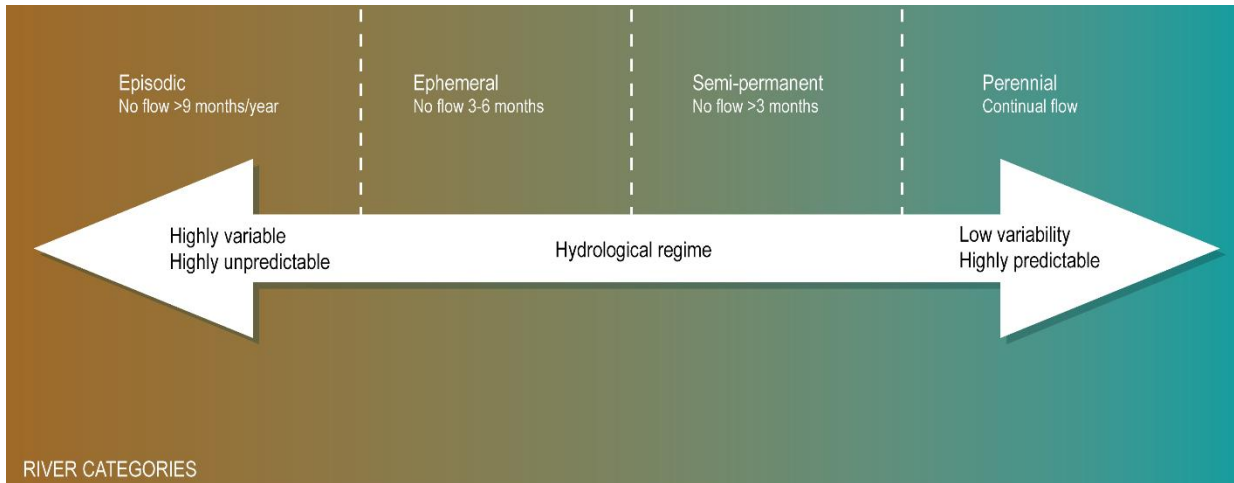 Episodic
No flow >9 months/year
Ephemeral
No flow 3-6 months
Semi-permanent
No flow >3 months
Perennial
Continual flow
Highly variable
Highly unpredictable
Hydrological regime
Low variability
Highly predictable
RIVER CATEGORIES